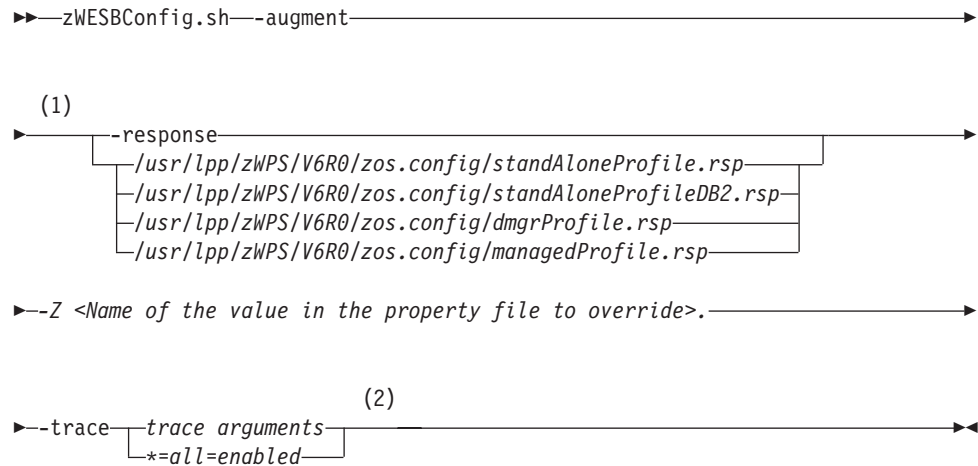 zWESBConfig.sh -augment
(1)
-response
/usr/lpp/zWPS/V6R0/zos.config/standAloneProfile.rsp
/usr/lpp/zWPS/V6R0/zos.config/standAloneProfileDB2.rsp
/usr/lpp/zWPS/V6R0/zos.config/dmgrProfile.rsp
/usr/lpp/zWPS/V6R0/zos.config/managedProfile.rsp
-Z <Name of the value in the property file to override>.
(2)
-trace trace arguments
*=all=enabled